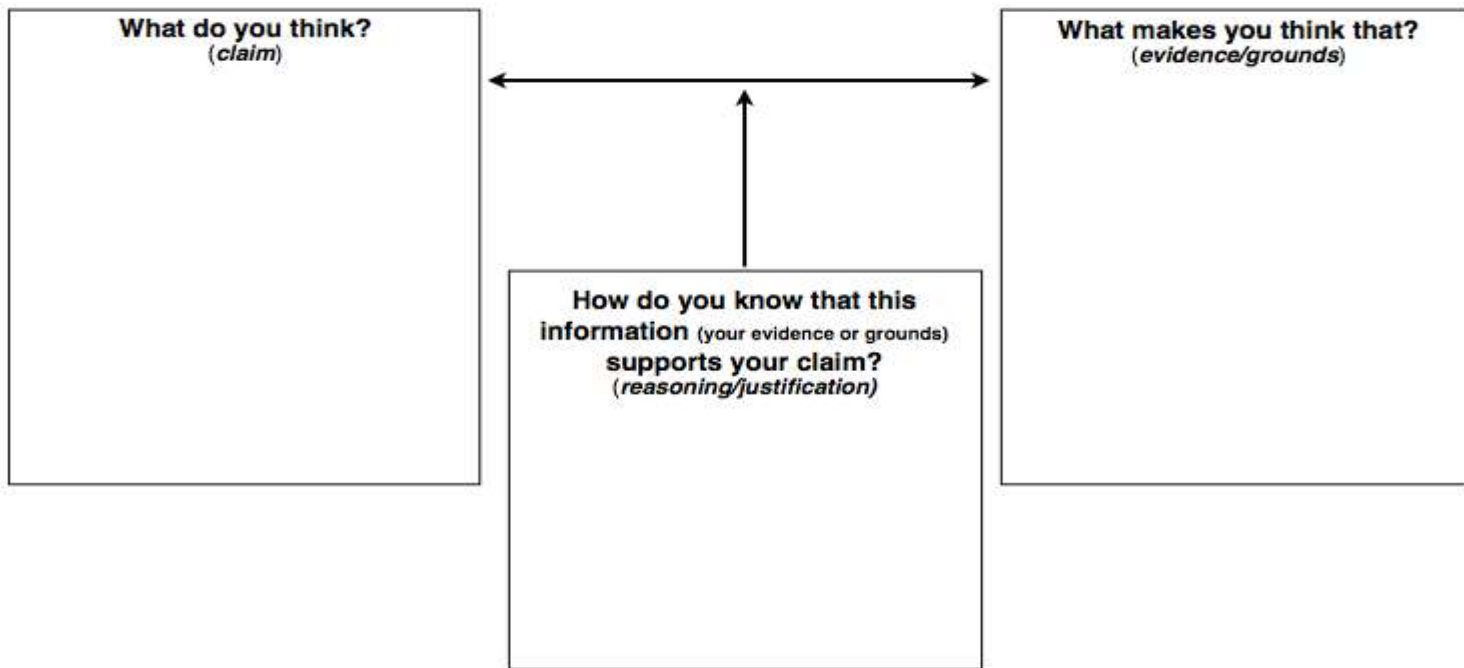 What do you think?
(claim)
What makes you think that?
(evidence/grounds)
How do you know that this
information (your evidence or grounds)
supports your claim?
(reasoning/justification)